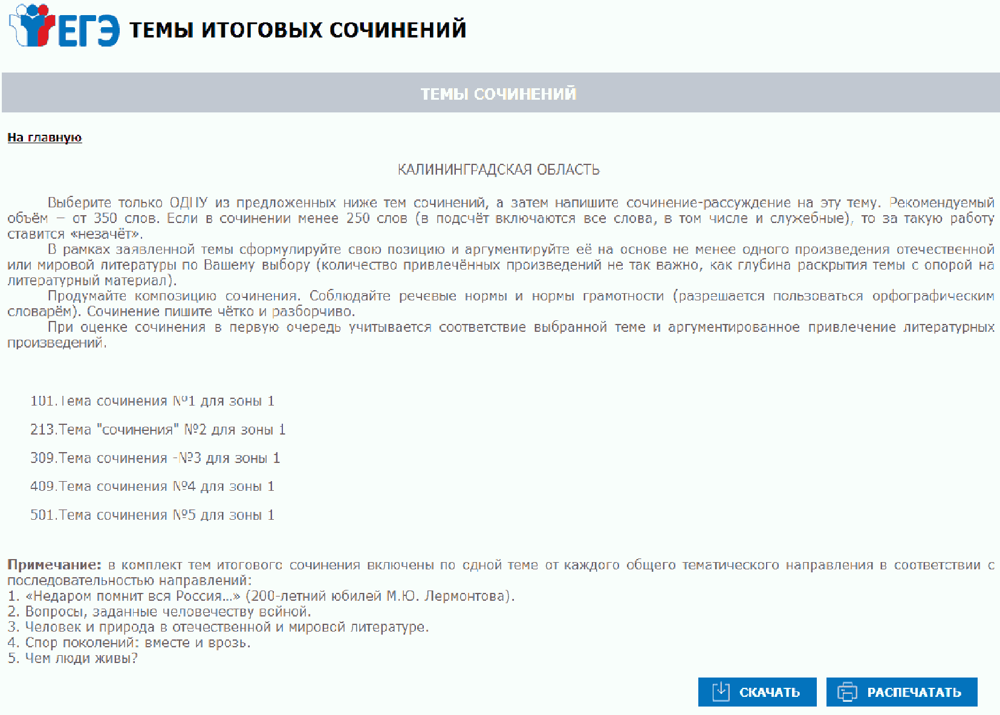 ЕГЭ ТЕМЫ ИТОГОВЫХ СОЧИНЕНИЙ
ТЕМЫ СОЧИНЕНИЙ
На главную
КАЛИНИНГРАДСКАЯ ОБЛАСТЬ
Выберите только ОДНУ из предложенных ниже тем сочинений, а затем напишите сочинение-рассуждение на эту тему. Рекомендуемый
объём – от 350 слов. Если в сочинении менее 250 слов (в подсчёт включаются все слова, в том числе и служебные), то за такую работу
ставится «незачёт».
В рамках заявленной темы сформулируйте свою позицию и аргументируйте её на основе не менее одного произведения отечественной
или мировой литературы по Вашему выбору (количество привлечённых произведений не так важно, как глубина раскрытия темы с опорой на
литературный материал).
Продумайте композицию сочинения. Соблюдайте речевые нормы и нормы грамотности (разрешается пользоваться орфографическим
словарём). Сочинение пишите чётко и разборчиво.
При оценке сочинения в первую очередь учитывается соответствие выбранной теме и аргументированное привлечение литературных
произведений.
101.Тема сочинения №1 для зоны 1
213.Тема "сочинения" №2 для зоны 1
309.Тема сочинения -№3 для зоны 1
409.Тема сочинения №4 для зоны 1
501.Тема сочинения №5 для зоны 1
Примечание: в комплект тем итогового сочинения включены по одной теме от каждого общего тематического направления в соответствии с
последовательностью направлений:
1. «Недаром помнит вся Россия…» (200-летний юбилей М.Ю. Лермонтова).
2. Вопросы, заданные человечеству войной.
3. Человек и природа в отечественной и мировой литературе.
4. Спор поколений: вместе и врозь.
5. Чем люди живы?
СКАЧАТЬ РАСПЕЧАТАТЬ